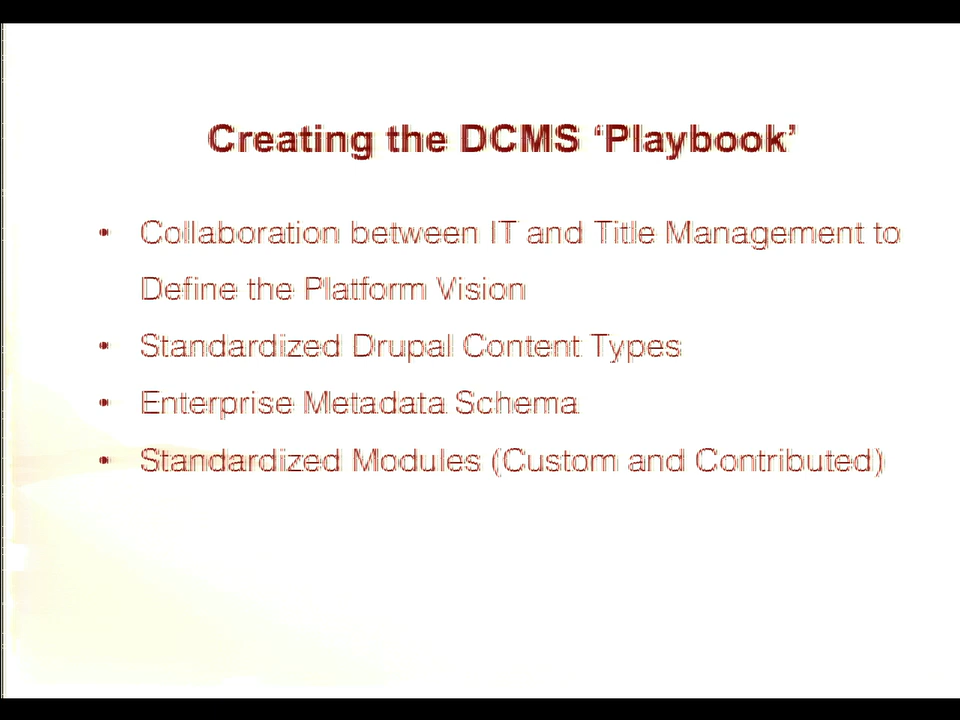 Creating the DCMS ‘Playbook’
• Collaboration between IT and Title Management to
Define the Platform Vision
• Standardized Drupal Content Types
• Enterprise Metadata Schema
• Standardized Modules (Custom and Contributed)